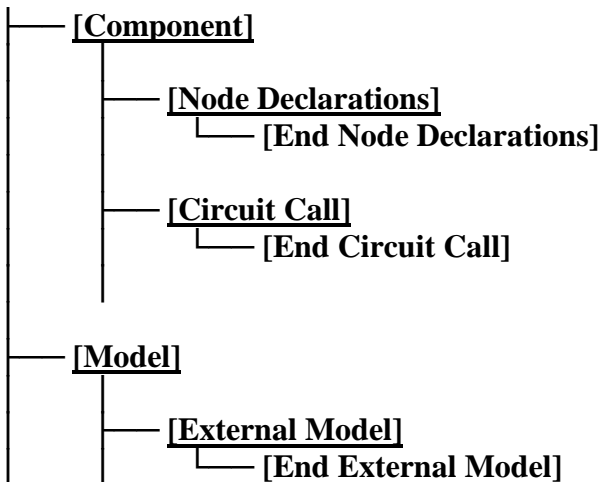 [Component]
[Node Declarations]
[End Node Declarations]
[Circuit Call]
[End Circuit Call]
[Model]
[External Model]
[End External Model]